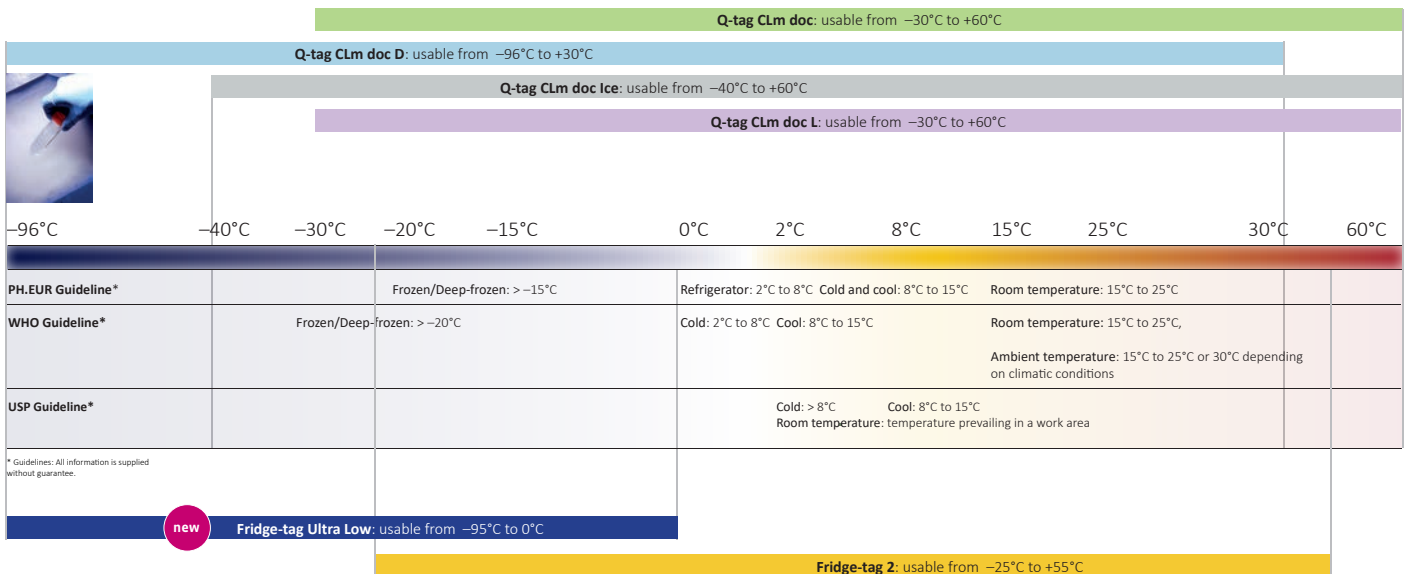 Q-tag CLm doc: usable from –30°C to +60°C
Q-tag CLm doc D: usable from –96°C to +30°C
Q-tag CLm doc Ice: usable from –40°C to +60°C
Q-tag CLm doc L: usable from –30°C to +60°C
–96°C –40°C –30°C –20°C –15°C 0°C 2°C 8°C 15°C 25°C 30°C 60°C
PH.EUR Guideline* Frozen/Deep-frozen: > –15°C Refrigerator: 2°C to 8°C Cold and cool: 8°C to 15°C Room temperature: 15°C to 25°C
WHO Guideline* Frozen/Deep-frozen: > –20°C Cold: 2°C to 8°C Cool: 8°C to 15°C Room temperature: 15°C to 25°C,
Ambient temperature: 15°C to 25°C or 30°C depending
on climatic conditions
USP Guideline* Cold: > 8°C Cool: 8°C to 15°C
Room temperature: temperature prevailing in a work area
* Guidelines: All information is supplied
without guarantee.
new Fridge-tag Ultra Low: usable from –95°C to 0°C
Fridge-tag 2: usable from –25°C to +55°C